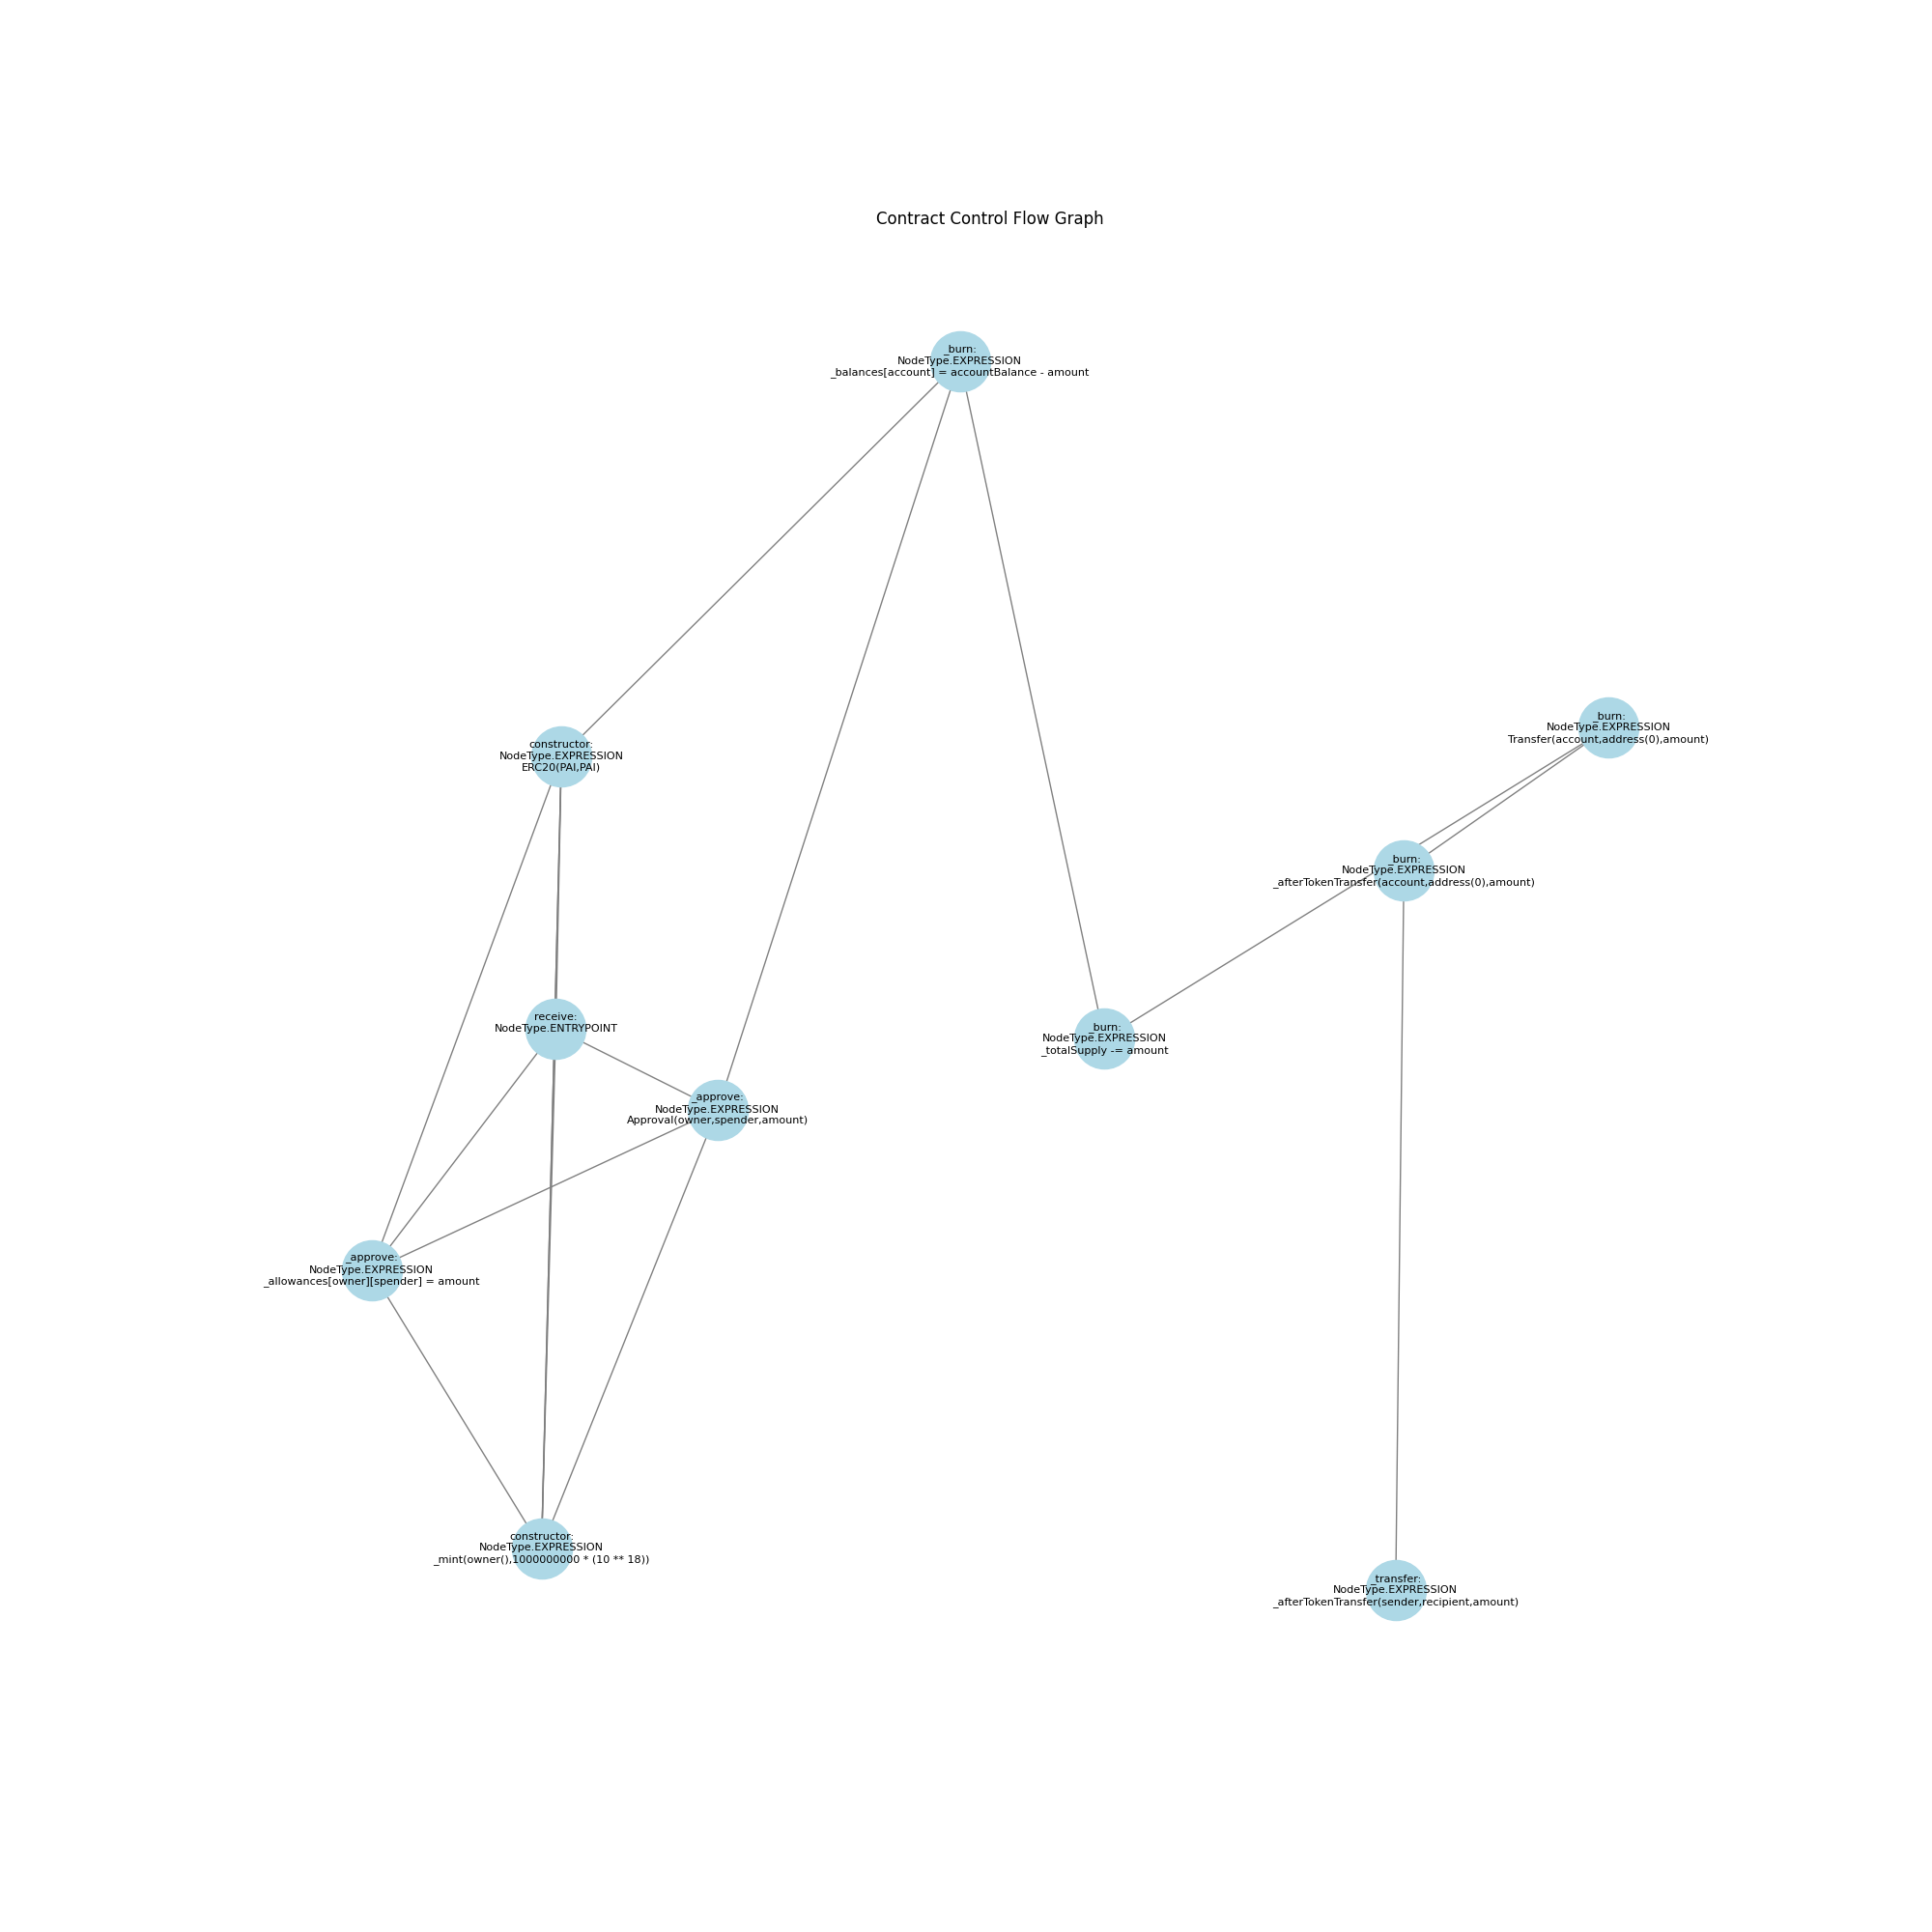 Contract Control Flow Graph
_burn:
NodeType.EXPRESSION
_balances[account] = accountBalance - amount
_burn:
NodeType.EXPRESSION
Transfer(account,address(0),amount)
constructor:
NodeType.EXPRESSION
ERC20(PAI,PAI)
_burn:
NodeType.EXPRESSION
_afterTokenTransfer(account,address(0),amount)
receive:
NodeType.ENTRYPOINT
_burn:
NodeType.EXPRESSION
_totalSupply -= amount
_approve:
NodeType.EXPRESSION
Approval(owner,spender,amount)
_approve:
NodeType.EXPRESSION
_allowances[owner][spender] = amount
constructor:
NodeType.EXPRESSION
_mint(owner(),1000000000 * (10 ** 18))
_transfer:
NodeType.EXPRESSION
_afterTokenTransfer(sender,recipient,amount)